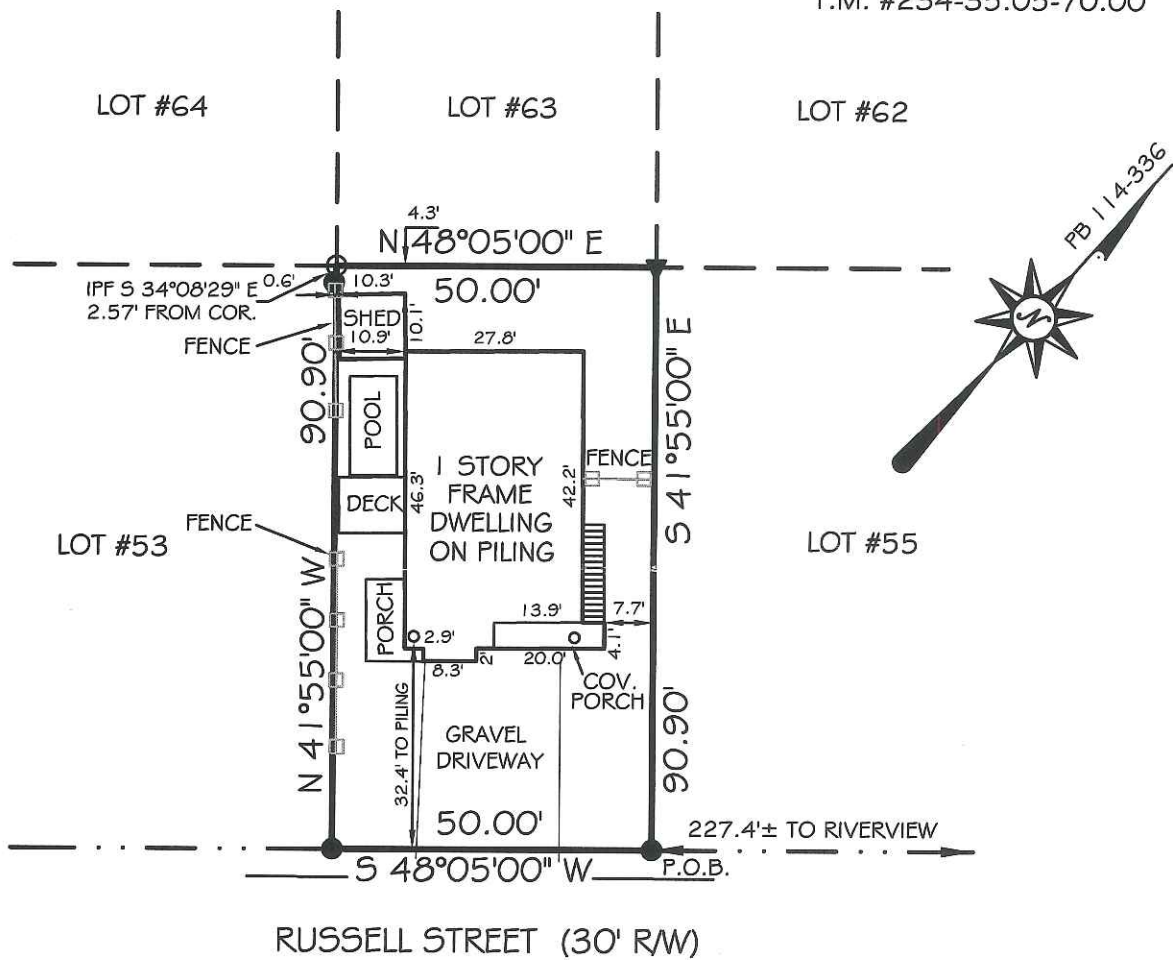 T.M. #234-35.05-70.00
LOT #64
LOT #63
LOT #62
PB 114-336
N
4.3'
N 48°05'00" E
50.00'
IPF S 34°08'29" E
2.57' FROM COR.
0.6'
10.3'
SHED
10.1'
10.9'
27.8'
FENCE
90.90'
POOL
S 41°55'00" E
1 STORY
FRAME
DWELLING
ON PILING
46.3'
42.2'
FENCE
DECK
FENCE
LOT #53
LOT #55
N 41°55'00" W
PORCH
2.9'
13.9'
7.7'
8.3'
2'
20.0'
4.1'
COV.
PORCH
32.4' TO PILING
GRAVEL
DRIVEWAY
90.90'
50.00'
227.4'± TO RIVERVIEW
S 48°05'00" W
P.O.B.
RUSSELL STREET (30' R/W)